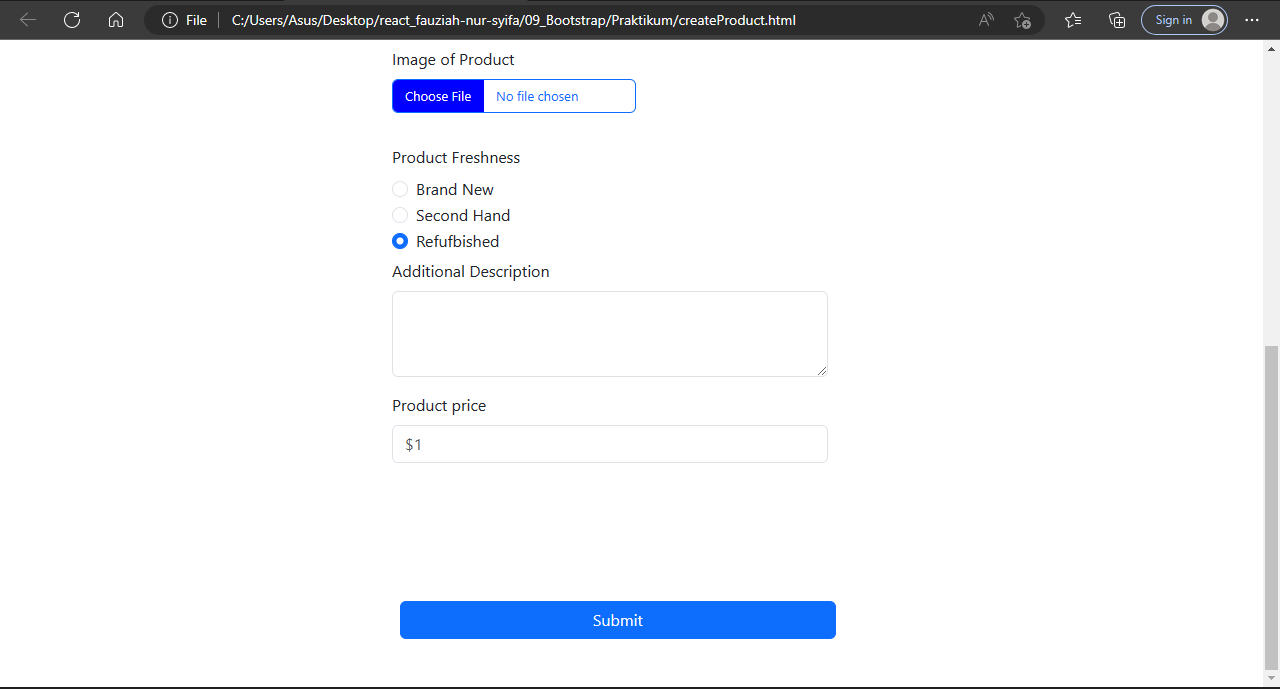 File C:/Users/Asus/Desktop/react_fauziah-nur-syifa/09_Bootstrap/Praktikum/createProduct.html A Sign in
Image of Product
Choose File No file chosen
Product Freshness
Brand New
Second Hand
Refufbished
Additional Description
Product price
$1
Submit